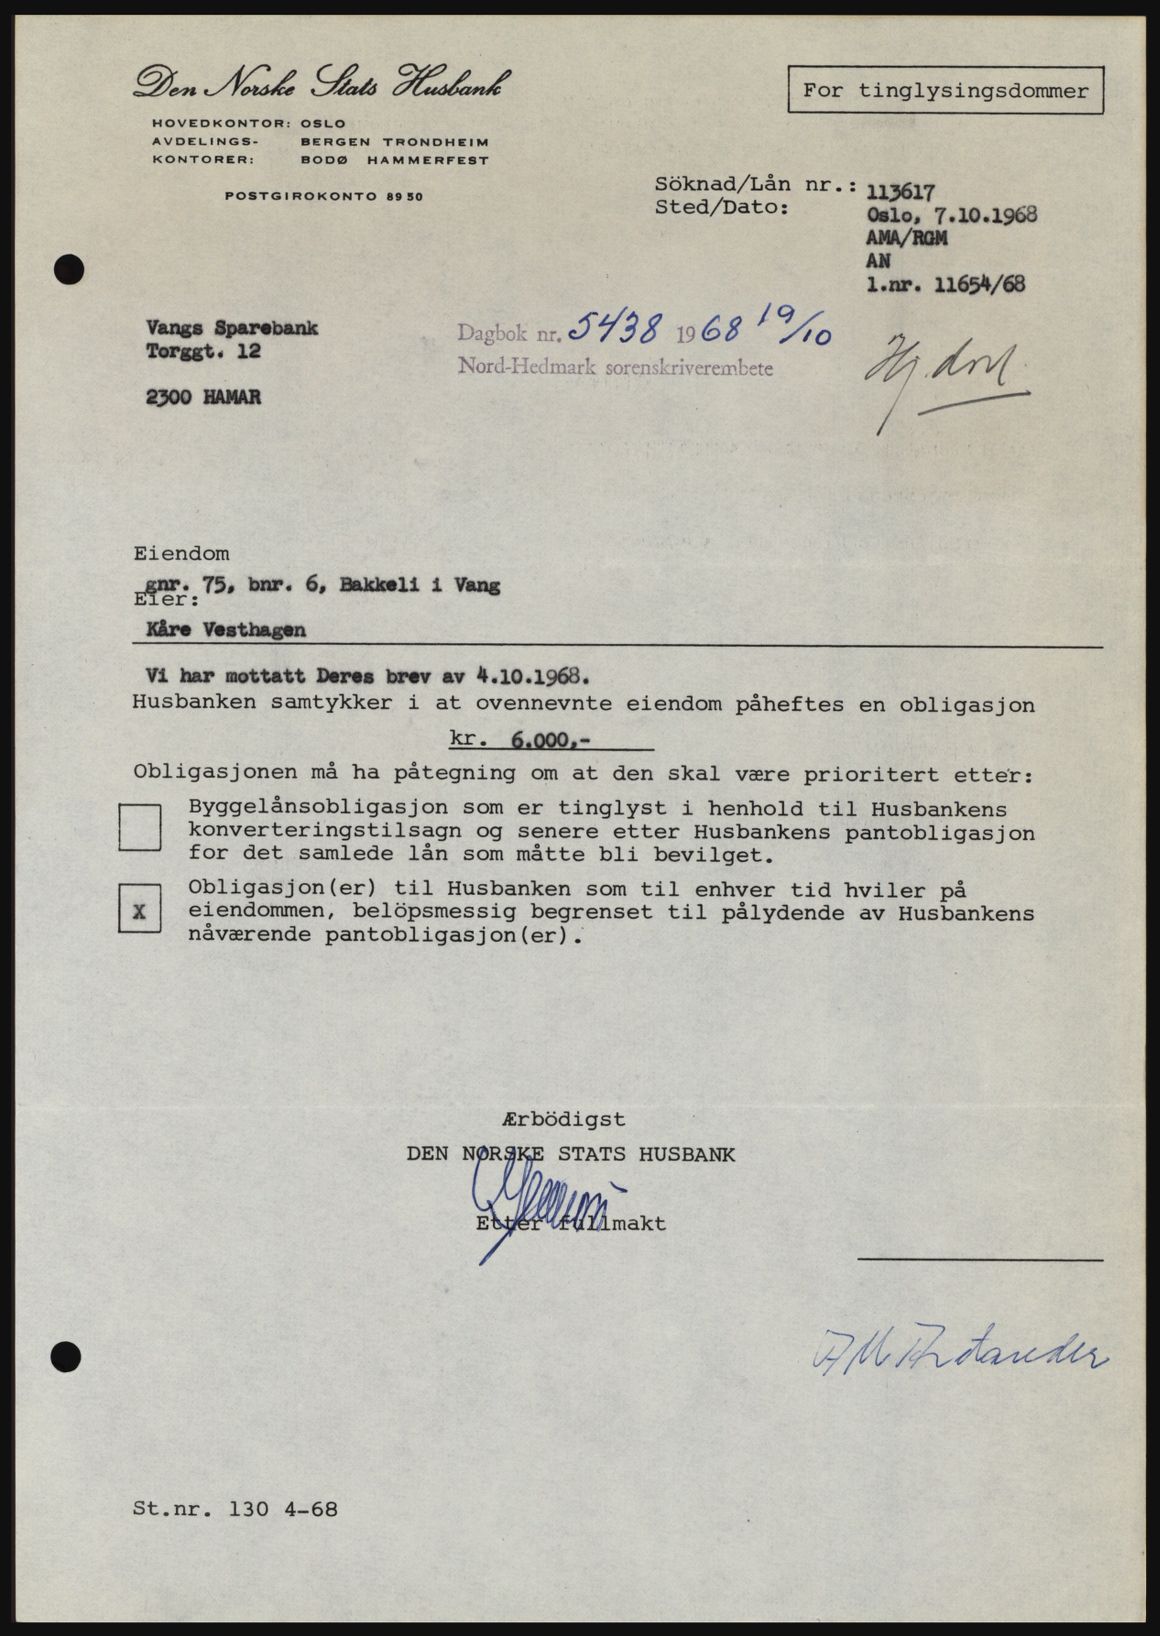 Den Norske Stats Husbank
HOVEDKONTOR: OSLO
AVDELINGS- BERGEN TRONDHEIM
KONTORER: BODØ HAMMERFEST
POSTGIROKONTO 8950
For tinglysingsdommer
Söknad/Lån nr.: 113617
Sted/Dato: Oslo, 7.10.1968
AMA/RGM
AN
l.nr. 11654/68
Vangs Sparebank
Torggt. 12
2300 HAMAR
Dagbok nr. 5438 1968 19/10
Nord-Hedmark sorenskriverembete
Eiendom
gnr. 75, bnr. 6, Bakkeli i Vang
Eier:
Kåre Vesthagen
Vi har mottatt Deres brev av 4.10.1968.
Husbanken samtykker i at ovennevnte eiendom påheftes en obligasjon
kr. 6.000,-
Obligasjonen må ha påtegning om at den skal være prioritert etter:
Byggelånsobligasjon som er tinglyst i henhold til Husbankens
konverteringstilsagn og senere etter Husbankens pantobligasjon
for det samlede lån som måtte bli bevilget.
Obligasjon(er) til Husbanken som til enhver tid hviler på
X eiendommen, belöpsmessig begrenset til pålydende av Husbankens
nåværende pantobligasjon(er).
Ærbödigst
DEN NORSKE STATS HUSBANK
Etter fullmakt
St.nr. 130 4-68